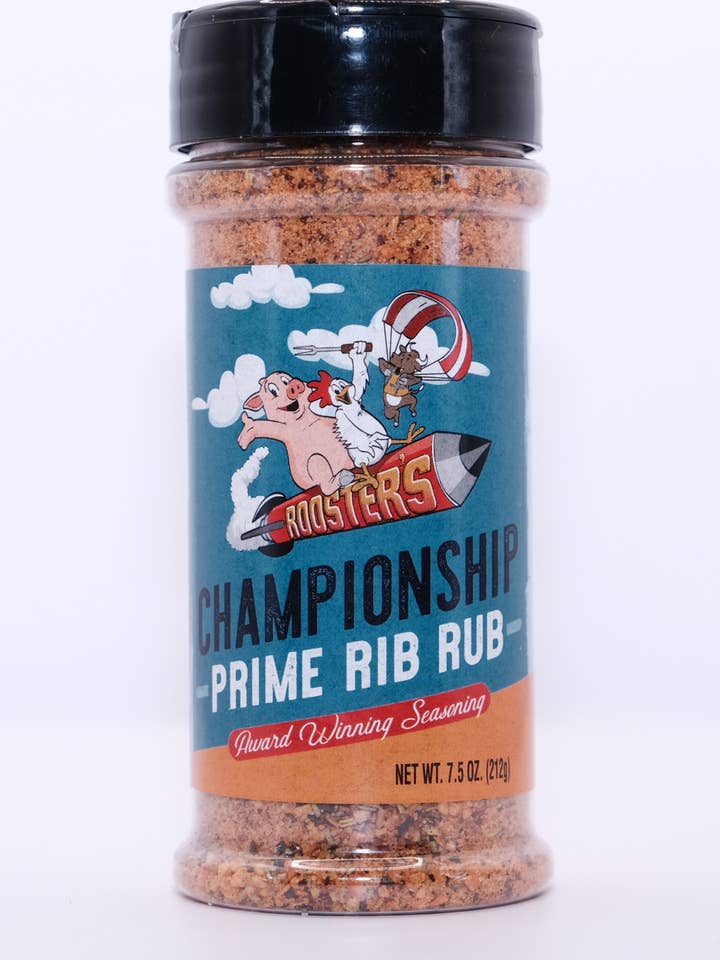 ROOSTER'S
CHAMPIONSHIP
-PRIME RIB RUB-
Award Winning Seasoning
NET WT. 7.5 OZ. (212g)